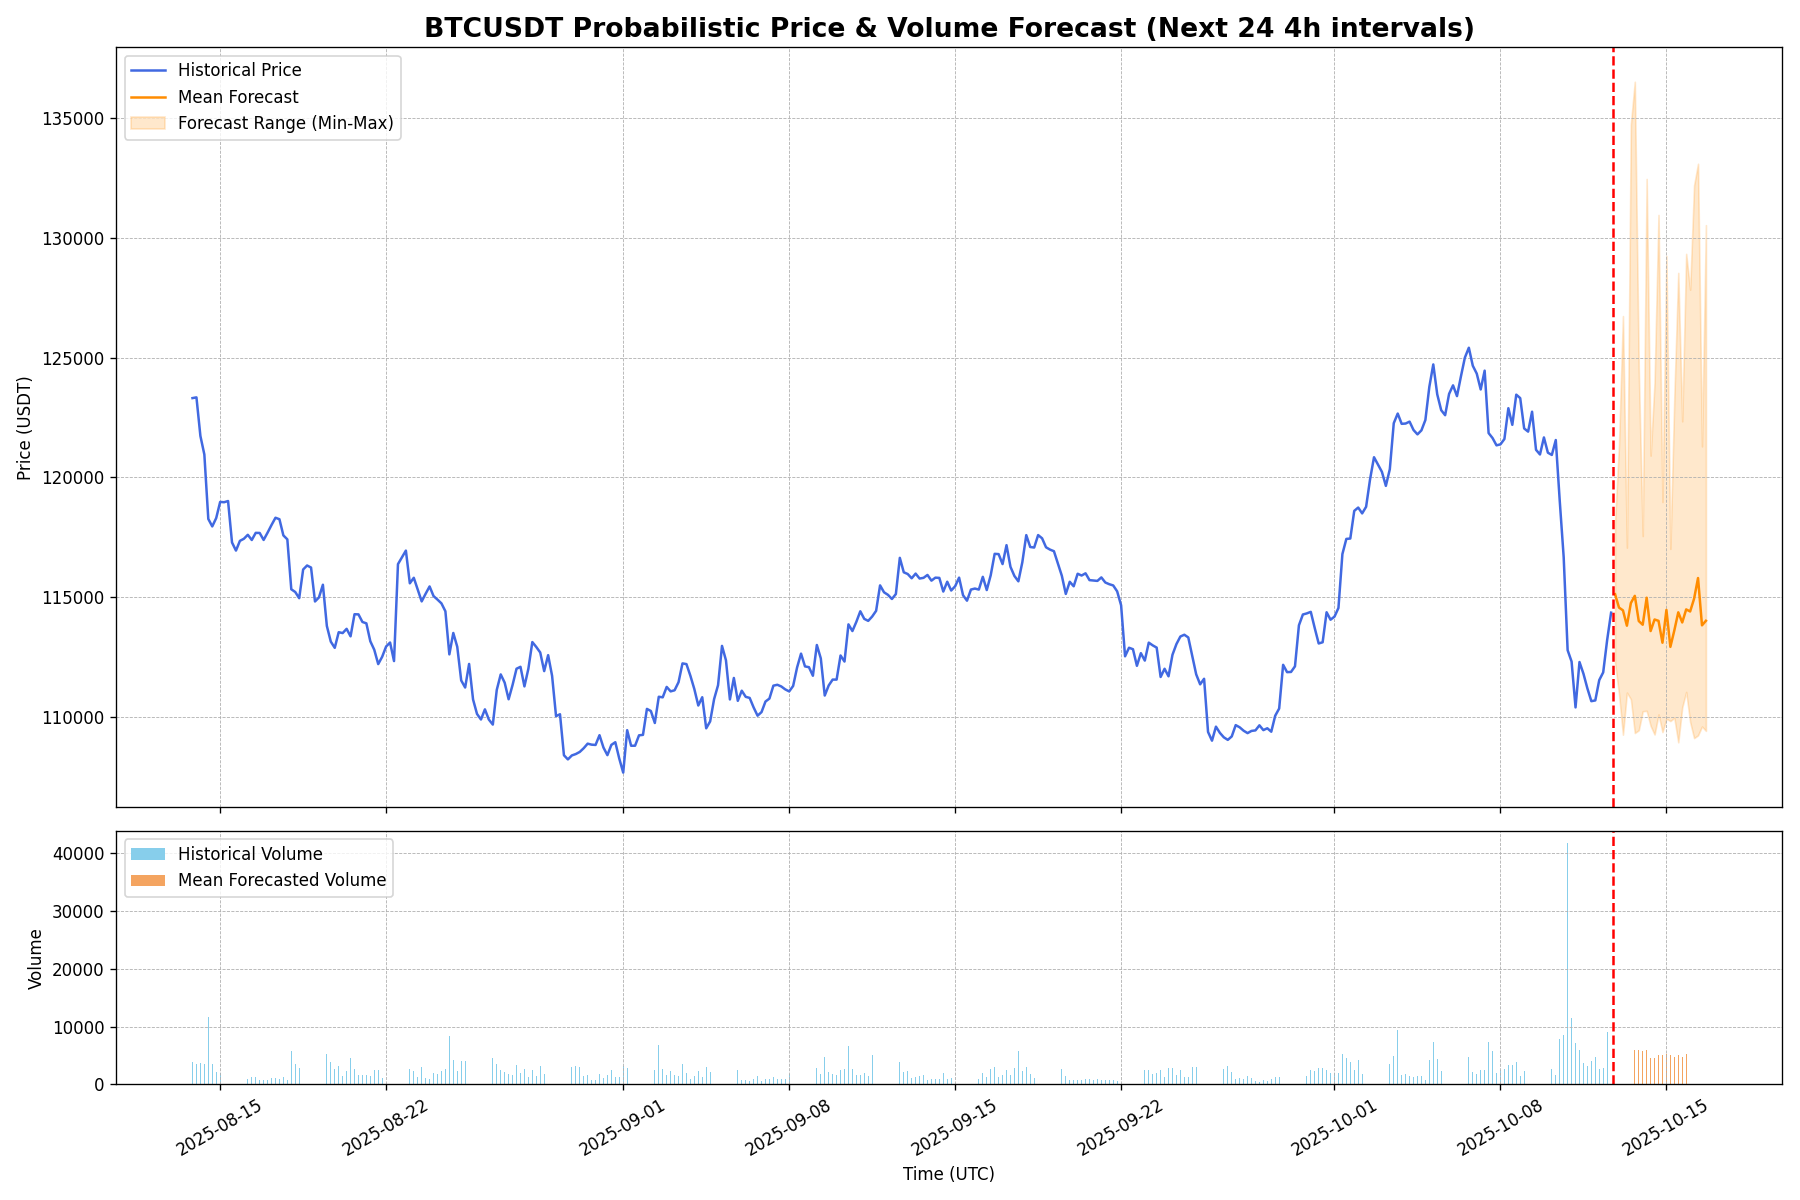 BTCUSDT Probabilistic Price & Volume Forecast (Next 24 4h intervals)
Historical Price
Mean Forecast
Forecast Range (Min-Max)
135000
130000
125000
120000
115000
110000
Price (USDT)
Historical Volume
Mean Forecasted Volume
40000
30000
20000
10000
0
Volume
2025-08-15
2025-08-22
2025-09-01
2025-09-08
2025-09-15
2025-09-22
2025-10-01
2025-10-08
2025-10-15
Time (UTC)